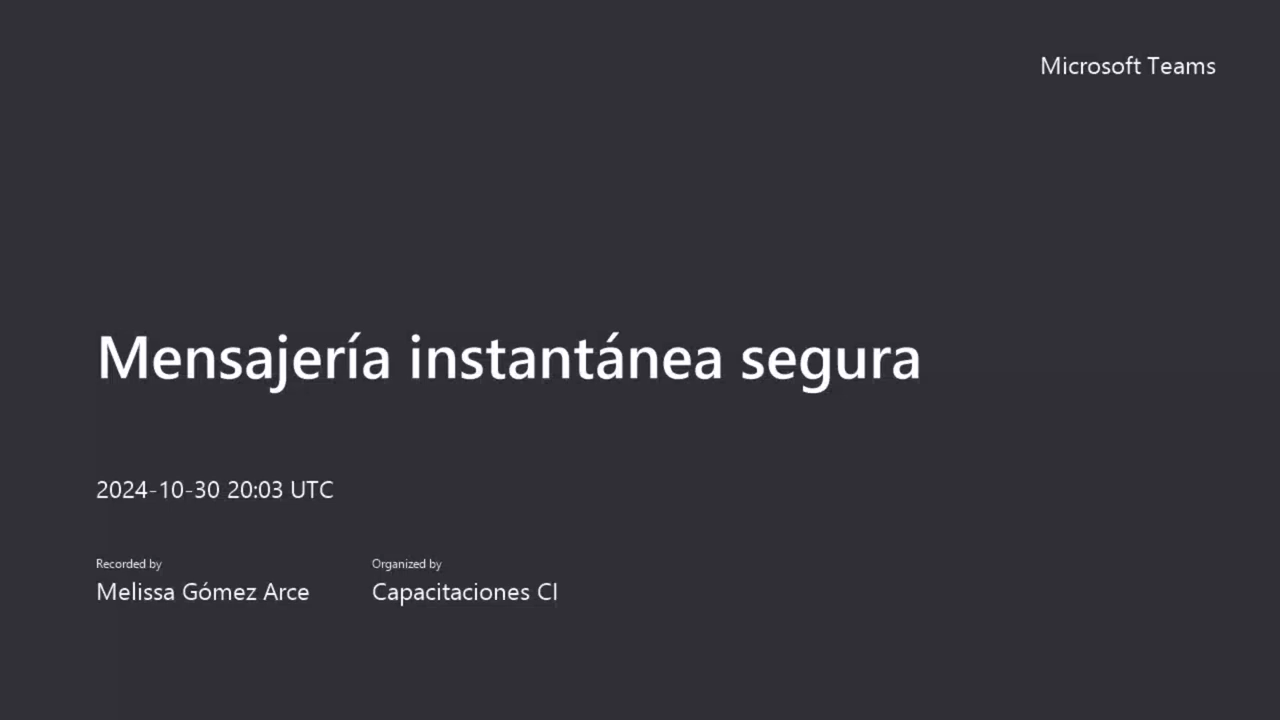 Microsoft Teams
Mensajería instantánea segura
2024-10-30 20:03 UTC
Recorded by
Organized by
Melissa Gómez Arce
Capacitaciones CI